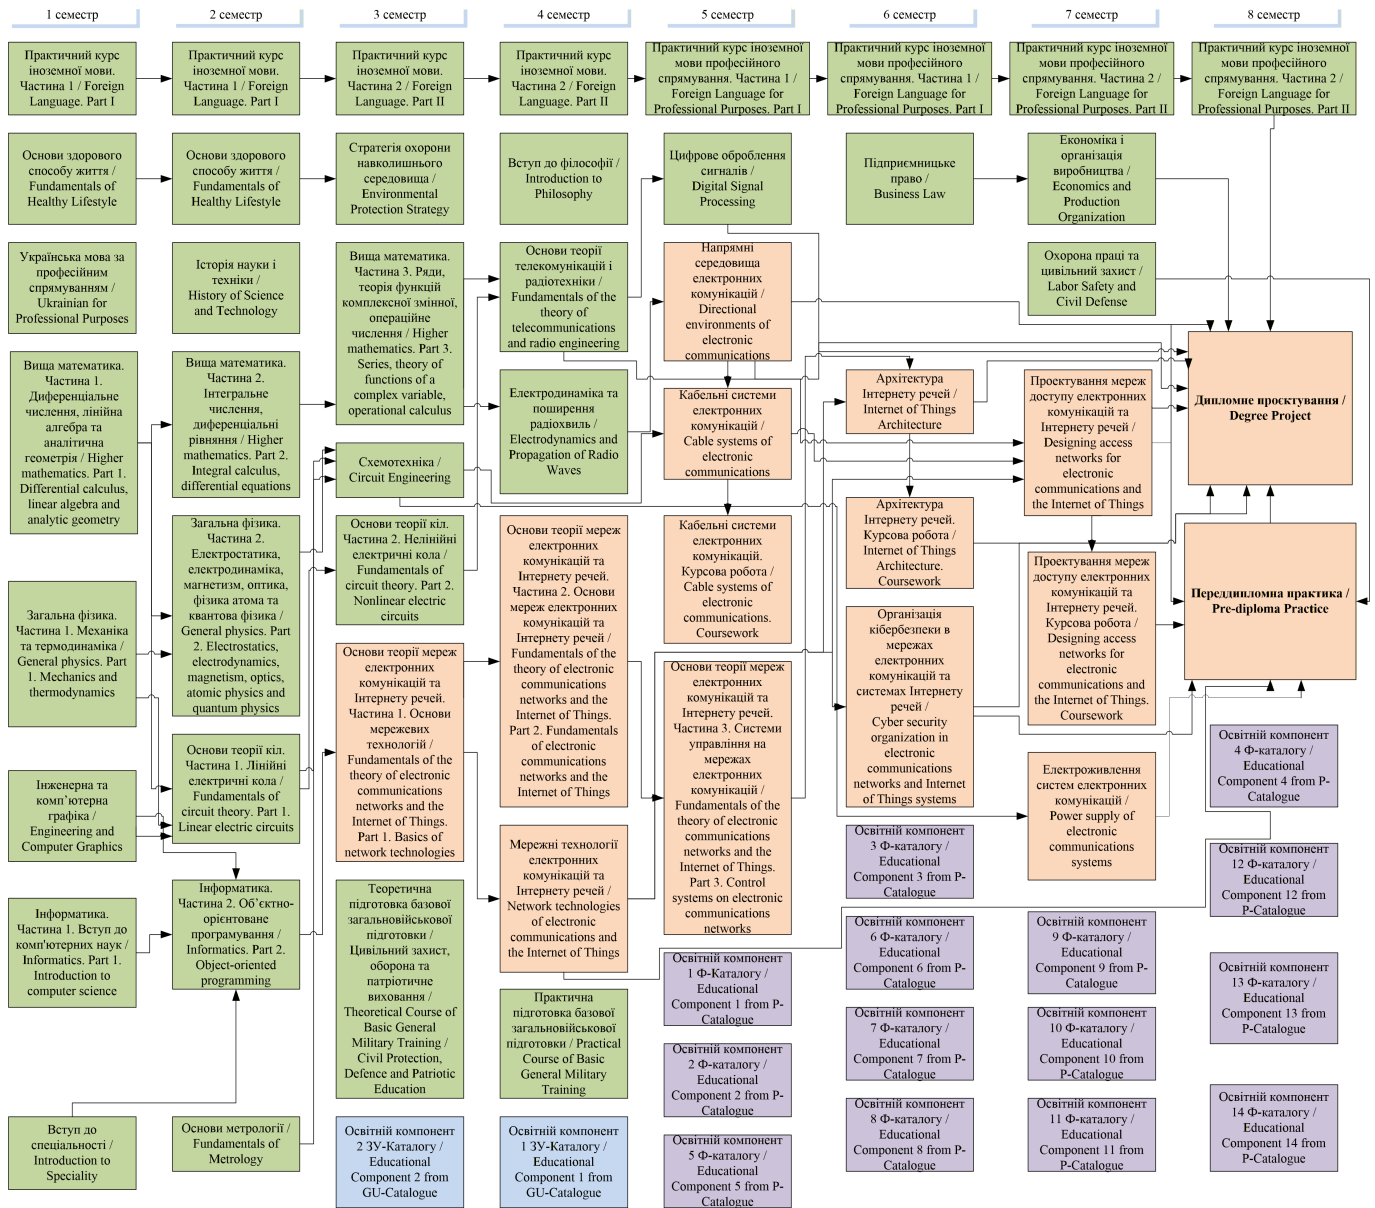 1 семестр
2 семестр
3 семестр
4 семестр
5 семестр
6 семестр
7 семестр
8 семестр
Практичний курс
іноземної мови.
Частина 1 / Foreign
Language. Part I
Практичний курс
іноземної мови.
Частина 1 / Foreign
Language. Part I
Практичний курс
іноземної мови.
Частина 2 / Foreign
Language. Part II
Практичний курс
іноземної мови.
Частина 2 / Foreign
Language. Part II
Практичний курс іноземної
мови професійного
спрямування. Частина 1 /
Foreign Language for
Professional Purposes. Part I
Практичний курс іноземної
мови професійного
спрямування. Частина 1 /
Foreign Language for
Professional Purposes. Part I
Практичний курс іноземної
мови професійного
спрямування. Частина 2 /
Foreign Language for
Professional Purposes. Part II
Практичний курс іноземної
мови професійного
спрямування. Частина 2 /
Foreign Language for
Professional Purposes. Part II
Основи здорового
способу життя /
Fundamentals of
Healthy Lifestyle
Основи здорового
способу життя /
Fundamentals of
Healthy Lifestyle
Стратегія охорони
навколишнього
середовища /
Environmental
Protection Strategy
Вступ до філософії /
Introduction to
Philosophy
Цифрове оброблення
сигналів /
Digital Signal
Processing
Підприємницьке
право /
Business Law
Економіка і
організація
виробництва /
Economics and
Production
Organization
Українська мова за
професійним
спрямуванням /
Ukrainian for
Professional Purposes
Історія науки і
техніки /
History of Science
and Technology
Вища математика.
Частина 3. Ряди,
теорія функцій
комплексної змінної,
операційне
числення / Higher
mathematics. Part 3.
Series, theory of
functions of a
complex variable,
operational calculus
Основи теорії
телекомунікацій і
радіотехніки /
Fundamentals of the
theory of
telecommunications
and radio engineering
Напрямні
середовища
електронних
комунікацій /
Directional
environments of
electronic
communications
Охорона праці та
цивільний захист /
Labor Safety and
Civil Defense
Вища математика.
Частина 1.
Диференціальне
числення, лінійна
алгебра та
аналітична
геометрія / Higher
mathematics. Part 1.
Differential calculus,
linear algebra and
analytic geometry
Вища математика.
Частина 2.
Інтегральне
числення,
диференціальні
рівняння / Higher
mathematics. Part 2.
Integral calculus,
differential equations
Електродинаміка та
поширення
радіохвиль /
Electrodynamics and
Propagation of Radio
Waves
Кабельні системи
електронних
комунікацій /
Cable systems of
electronic
communications
Архітектура
Інтернету речей /
Internet of Things
Architecture
Проектування мереж
доступу електронних
комунікацій та
Інтернету речей /
Designing access
networks for
electronic
communications and
the Internet of Things
Дипломне проєктування /
Degree Project
Схемотехніка /
Circuit Engineering
Загальна фізика.
Частина 1. Механіка
та термодинаміка /
General physics. Part
1. Mechanics and
thermodynamics
Загальна фізика.
Частина 2.
Електростатика,
електродинаміка,
магнетизм, оптика,
фізика атома та
квантова фізика /
General physics. Part
2. Electrostatics,
electrodynamics,
magnetism, optics,
atomic physics and
quantum physics
Основи теорії кіл.
Частина 2. Нелінійні
електричні кола /
Fundamentals of
circuit theory. Part 2.
Nonlinear electric
circuits
Основи теорії мереж
електронних
комунікацій та
Інтернету речей.
Частина 2. Основи
мереж електронних
комунікацій та
Інтернету речей /
Fundamentals of the
theory of electronic
communications
networks and the
Internet of Things.
Part 2. Fundamentals
of electronic
communications
networks and the
Internet of Things
Кабельні системи
електронних
комунікацій.
Курсова робота /
Cable systems of
electronic
communications.
Coursework
Архітектура
Інтернету речей.
Курсова робота /
Internet of Things
Architecture.
Coursework
Проектування мереж
доступу електронних
комунікацій та
Інтернету речей.
Курсова робота /
Designing access
networks for
electronic
communications and
the Internet of Things.
Coursework
Переддипломна практика /
Pre-diploma Practice
Основи теорії мереж
електронних
комунікацій та
Інтернету речей.
Частина 1. Основи
мережевих
технологій /
Fundamentals of the
theory of electronic
communications
networks and the
Internet of Things.
Part 1. Basics of
network technologies
Основи теорії мереж
електронних
комунікацій та
Інтернету речей.
Частина 3. Системи
управління на
мережах
електронних
комунікацій /
Fundamentals of the
theory of electronic
communications
networks and the
Internet of Things.
Part 3. Control
systems on electronic
communications
networks
Організація
кібербезпеки в
мережах
електронних
комунікацій та
системах Інтернету
речей /
Cyber security
organization in
electronic
communications
networks and Internet
of Things systems
Основи теорії кіл.
Частина 1. Лінійні
електричні кола /
Fundamentals of
circuit theory. Part 1.
Linear electric circuits
Інженерна та
комп’ютерна
графіка /
Engineering and
Computer Graphics
Мережні технології
електронних
комунікацій та
Інтернету речей /
Network technologies
of electronic
communications and
the Internet of Things
Електроживлення
систем електронних
комунікацій /
Power supply of
electronic
communications
systems
Освітній компонент
4 Ф-каталогу /
Educational
Component 4 from P-
Catalogue
Інформатика.
Частина 1. Вступ до
комп'ютерних наук /
Informatics. Part 1.
Introduction to
computer science
Інформатика.
Частина 2. Об’єктно-
орієнтоване
програмування /
Informatics. Part 2.
Object-oriented
programming
Теоретична
підготовка базової
загальновійськової
підготовки /
Цивільний захист,
оборона та
патріотичне
виховання /
Theoretical Course of
Basic General
Military Training /
Civil Protection,
Defence and Patriotic
Education
Освітній компонент
3 Ф-каталогу /
Educational
Component 3 from P-
Catalogue
Освітній компонент
12 Ф-каталогу /
Educational
Component 12 from
P-Catalogue
Освітній компонент
1 Ф-Каталогу /
Educational
Component 1 from P-
Catalogue
Освітній компонент
6 Ф-каталогу /
Educational
Component 6 from P-
Catalogue
Освітній компонент
9 Ф-каталогу /
Educational
Component 9 from P-
Catalogue
Освітній компонент
13 Ф-каталогу /
Educational
Component 13 from
P-Catalogue
Практична
підготовка базової
загальновійськової
підготовки / Practical
Course of Basic
General Military
Training
Освітній компонент
2 Ф-каталогу /
Educational
Component 2 from P-
Catalogue
Освітній компонент
7 Ф-каталогу /
Educational
Component 7 from P-
Catalogue
Освітній компонент
10 Ф-каталогу /
Educational
Component 10 from
P-Catalogue
Вступ до
спеціальності /
Introduction to
Speciality
Основи метрології /
Fundamentals of
Metrology
Освітній компонент
2 ЗУ-Каталогу /
Educational
Component 2 from
GU-Catalogue
Освітній компонент
1 ЗУ-Каталогу /
Educational
Component 1 from
GU-Catalogue
Освітній компонент
5 Ф-каталогу /
Educational
Component 5 from P-
Catalogue
Освітній компонент
8 Ф-каталогу /
Educational
Component 8 from P-
Catalogue
Освітній компонент
11 Ф-каталогу /
Educational
Component 11 from
P-Catalogue
Освітній компонент
14 Ф-каталогу /
Educational
Component 14 from
P-Catalogue